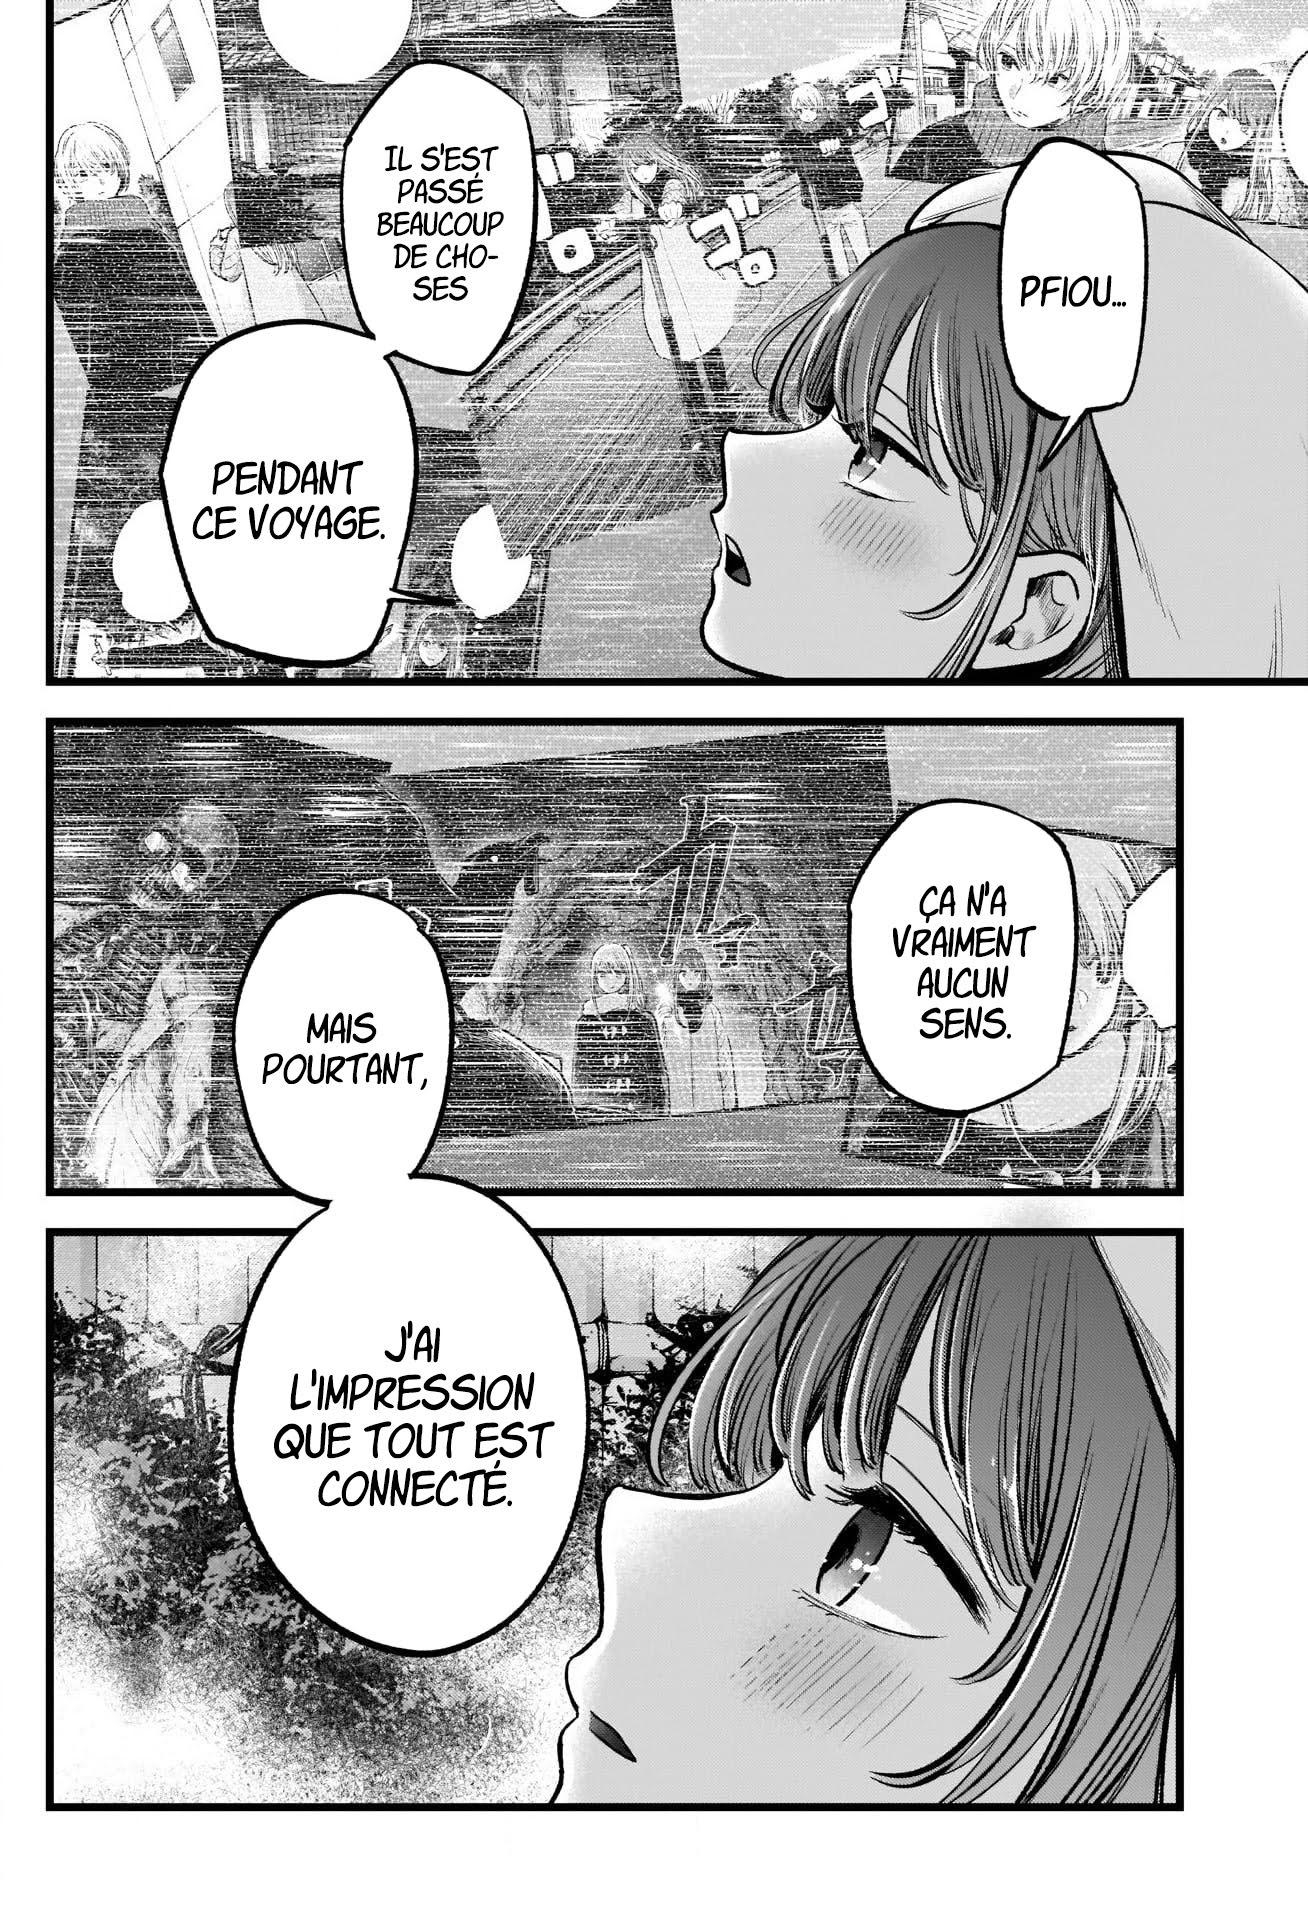 PFIOU...
IL S'EST
PASSÉ
BEAUCOUP
DE CHO-
SES
PENDANT
CE VOYAGE.
ÇA N'A
VRAIMENT
AUCUN
SENS.
MAIS
POURTANT,
J'AI
L'IMPRESSION
QUE TOUT EST
CONNECTÉ.